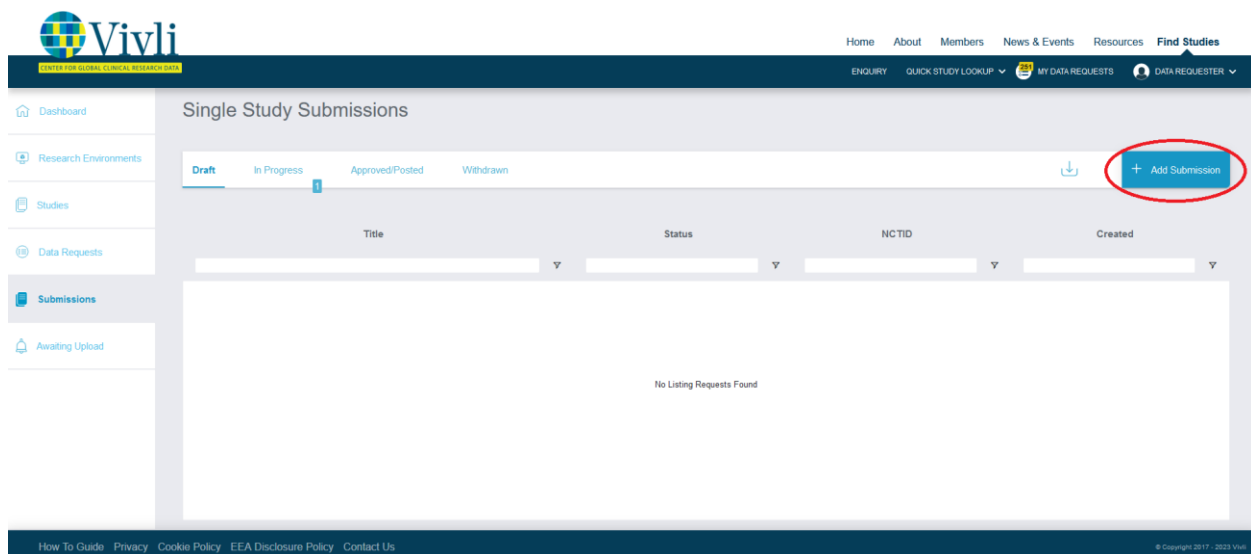 Vivli
CENTER FOR GLOBAL CLINICAL RESEARCH DATA
Home About Members News & Events Resources Find Studies
ENQUIRY QUICK STUDY LOOKUP 251 MY DATA REQUESTS DATA REQUESTER
Dashboard
Research Environments
Studies
Data Requests
Submissions
Awaiting Upload
Single Study Submissions
Draft In Progress 1 Approved/Posted Withdrawn + Add Submission
Title Status NCTID Created
No Listing Requests Found
How To Guide Privacy Cookie Policy EEA Disclosure Policy Contact Us
© Copyright 2017 - 2023 Vivli